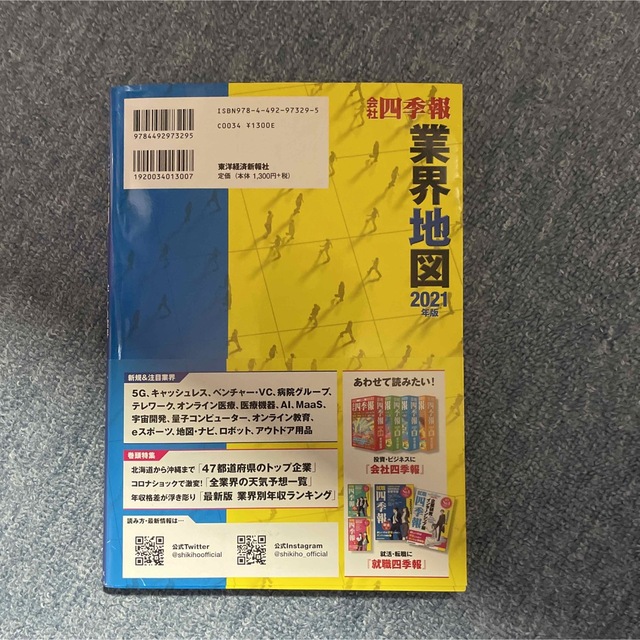 ISBN978-4-492-97329-5
C0034 ¥1300E
9784492973295
1920034013007
東洋経済新報社
定価(本体 1,300円+税)
会社四季報
業界地図
2021
年版
新規&注目業界
5G、キャッシュレス、ベンチャー・VC、病院グループ、
テレワーク、オンライン医療、医療機器、AI、MaaS、
宇宙開発、量子コンピューター、オンライン教育、
eスポーツ、地図・ナビ、ロボット、アウトドア用品
巻頭特集
北海道から沖縄まで「47都道府県のトップ企業」
コロナショックで激変!「全業界の天気予想一覧」
年収格差が浮き彫り「最新版 業界別年収ランキング」
読み方・最新情報は…
公式Twitter
@shikihoofficial
公式Instagram
@shikiho_official
あわせて読みたい!
四季報
投資・ビジネスに
「会社四季報」
四季報
四季報
就活・転職に
「就職四季報」